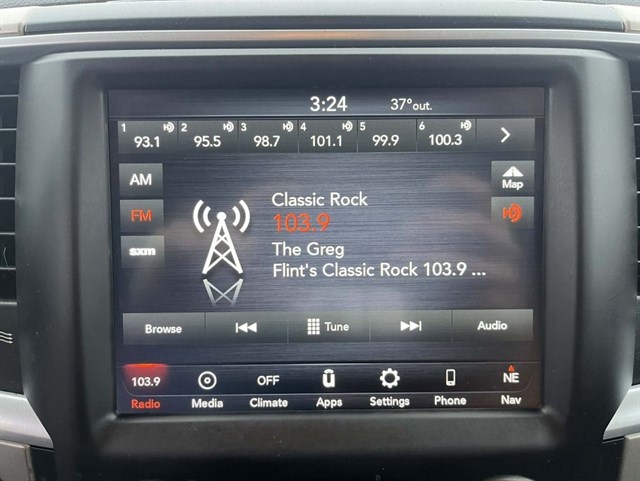 3:24 37°out.
1 2 3 4 5 6
93.1 95.5 98.7 101.1 99.9 100.3
AM
FM
sxm
Map
Classic Rock
103.9
The Greg
Flint's Classic Rock 103.9 ...
Browse Tune Audio
103.9 OFF NE
Radio Media Climate Apps Settings Phone Nav